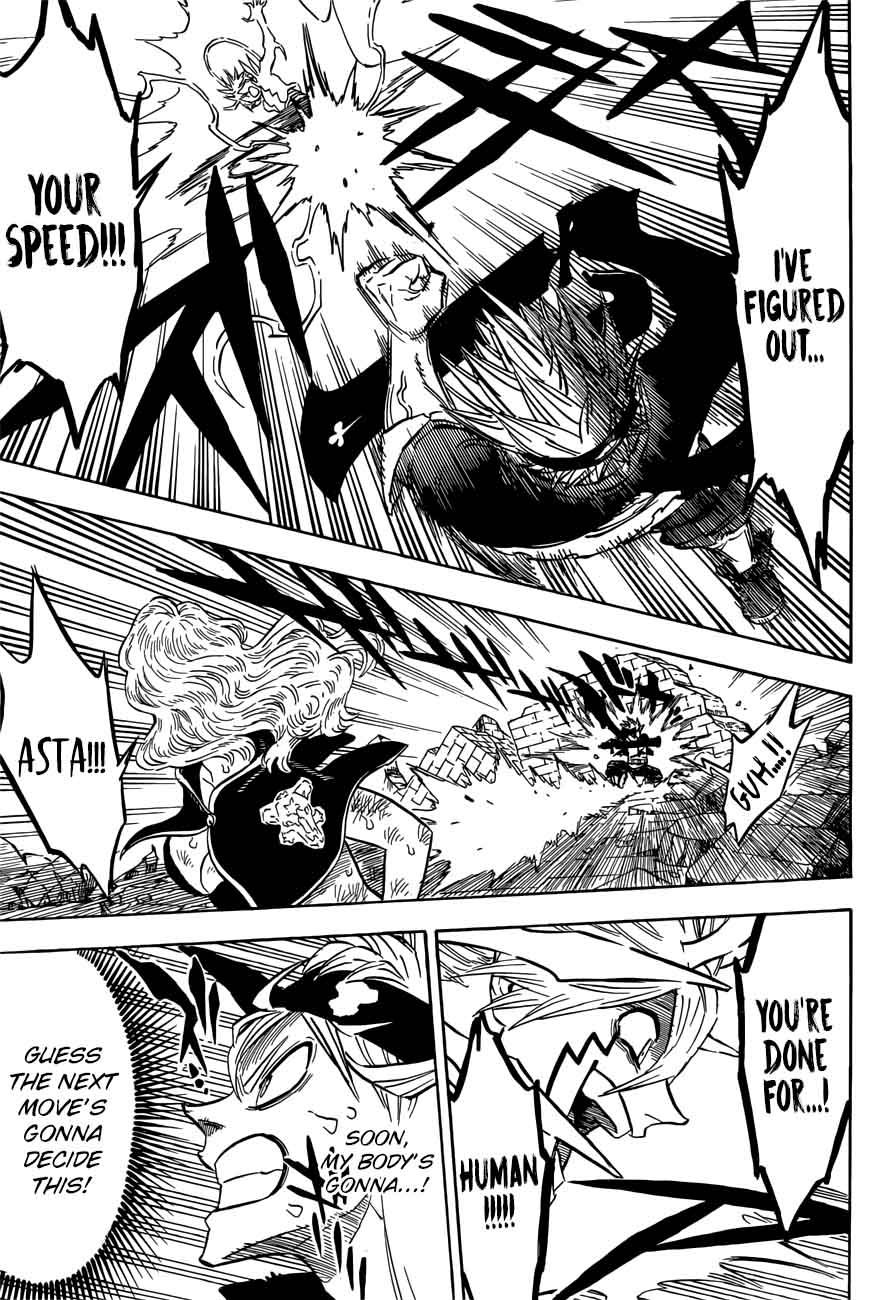 I'VE
FIGURED
OUT...
YOUR
SPEED!!!
GUH...!!
ASTA!!!
YOU'RE
DONE
FOR...!
HUMAN
!!!!!
SOON,
MY BODY'S
GONNA...!
GUESS
THE NEXT
MOVE'S
GONNA
DECIDE
THIS!